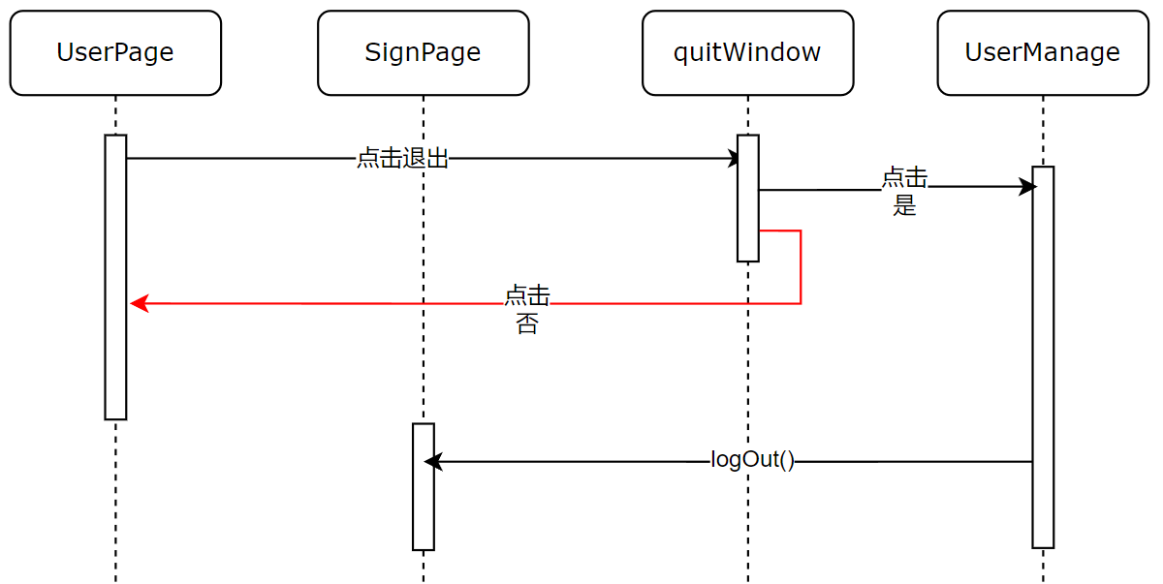 UserPage
SignPage
quitWindow
UserManage
点击退出
点击
是
点击
否
logOut()